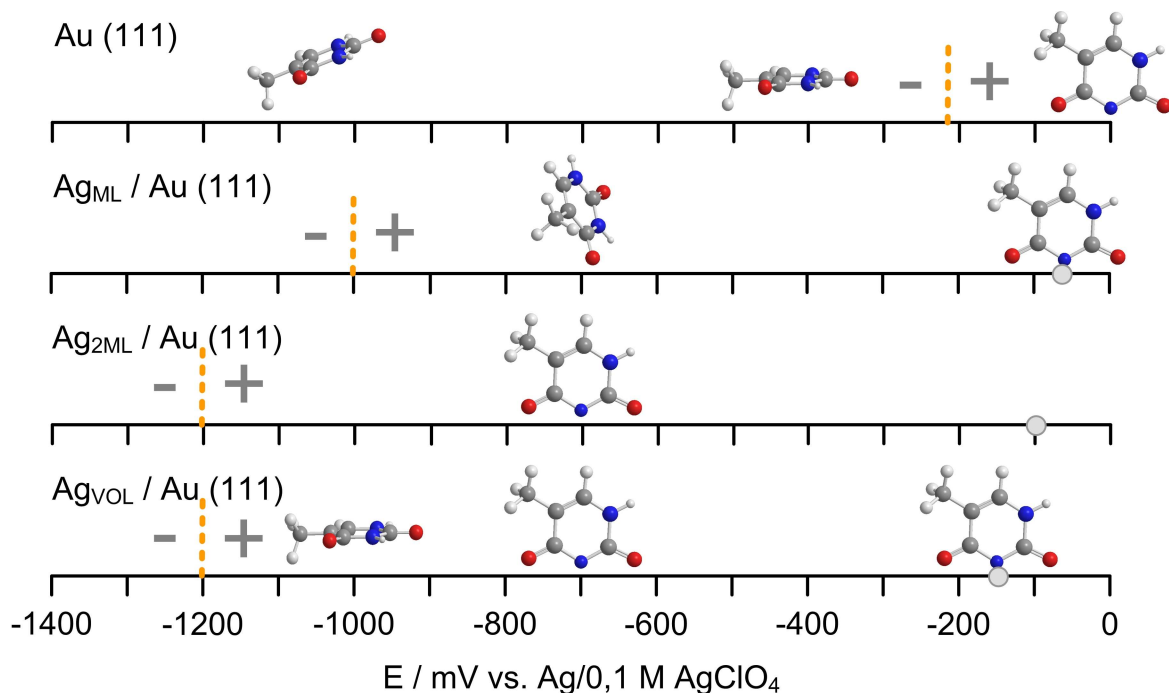 Au (111)
- +
Ag_ML / Au (111)
- +
Ag_2ML / Au (111)
- +
Ag_VOL / Au (111)
- +
-1400 -1200 -1000 -800 -600 -400 -200 0
E / mV vs. Ag/0,1 M AgClO₄